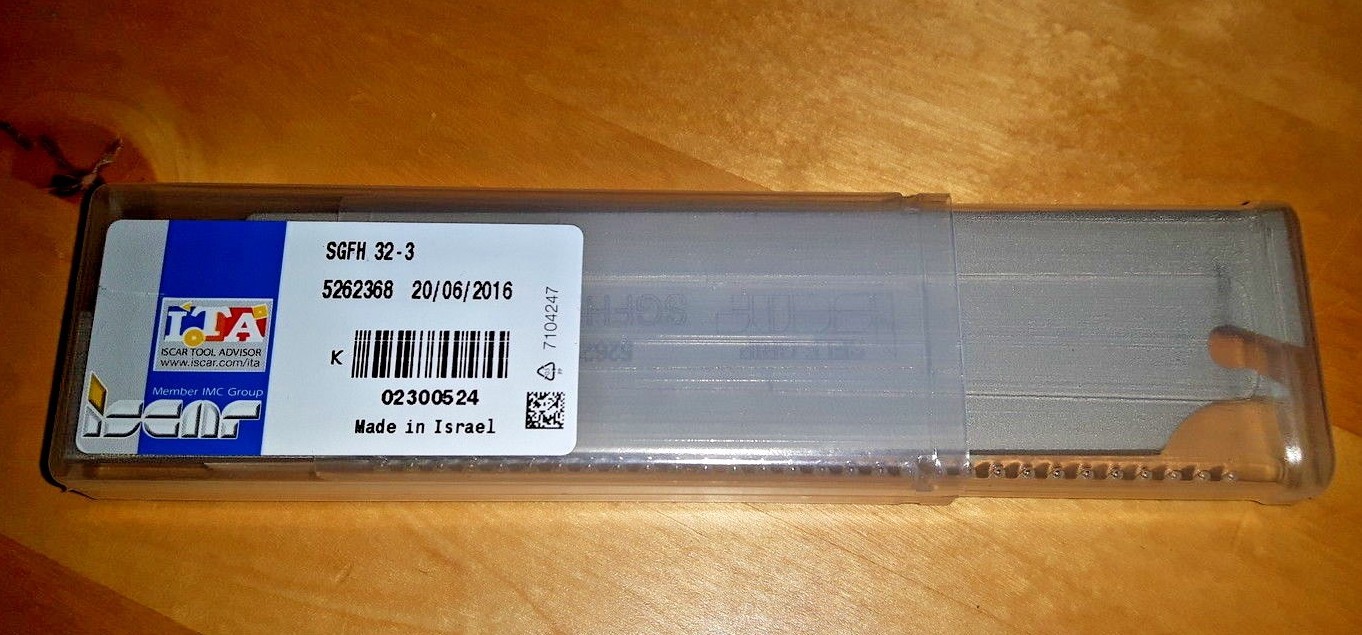 SGFH 32-3
5262368 20/06/2016
ITA
ISCAR TOOL ADVISOR
www.iscar.com/ita
K
02300524
Made in Israel
7104247
Member IMC Group
iscar